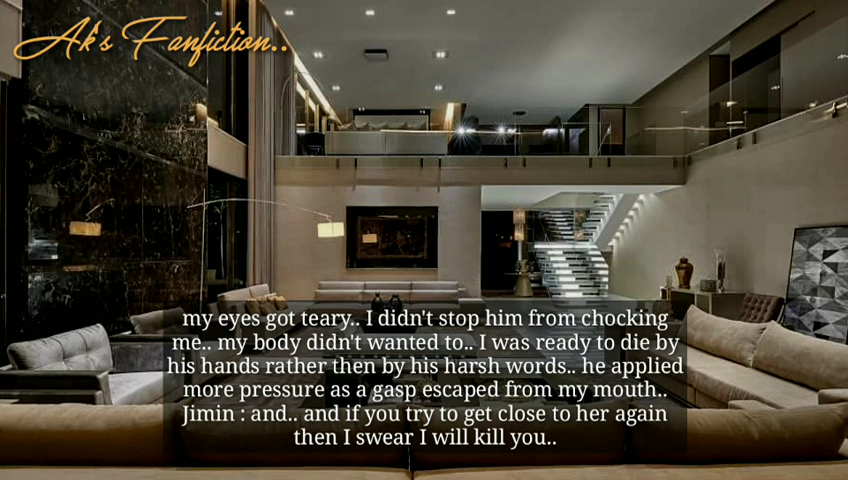 Ak's Fanfiction..
my eyes got teary.. I didn't stop him from chocking
me.. my body didn't wanted to.. I was ready to die by
his hands rather then by his harsh words.. he applied
more pressure as a gasp escaped from my mouth..
Jimin : and.. and if you try to get close to her again
then I swear I will kill you..